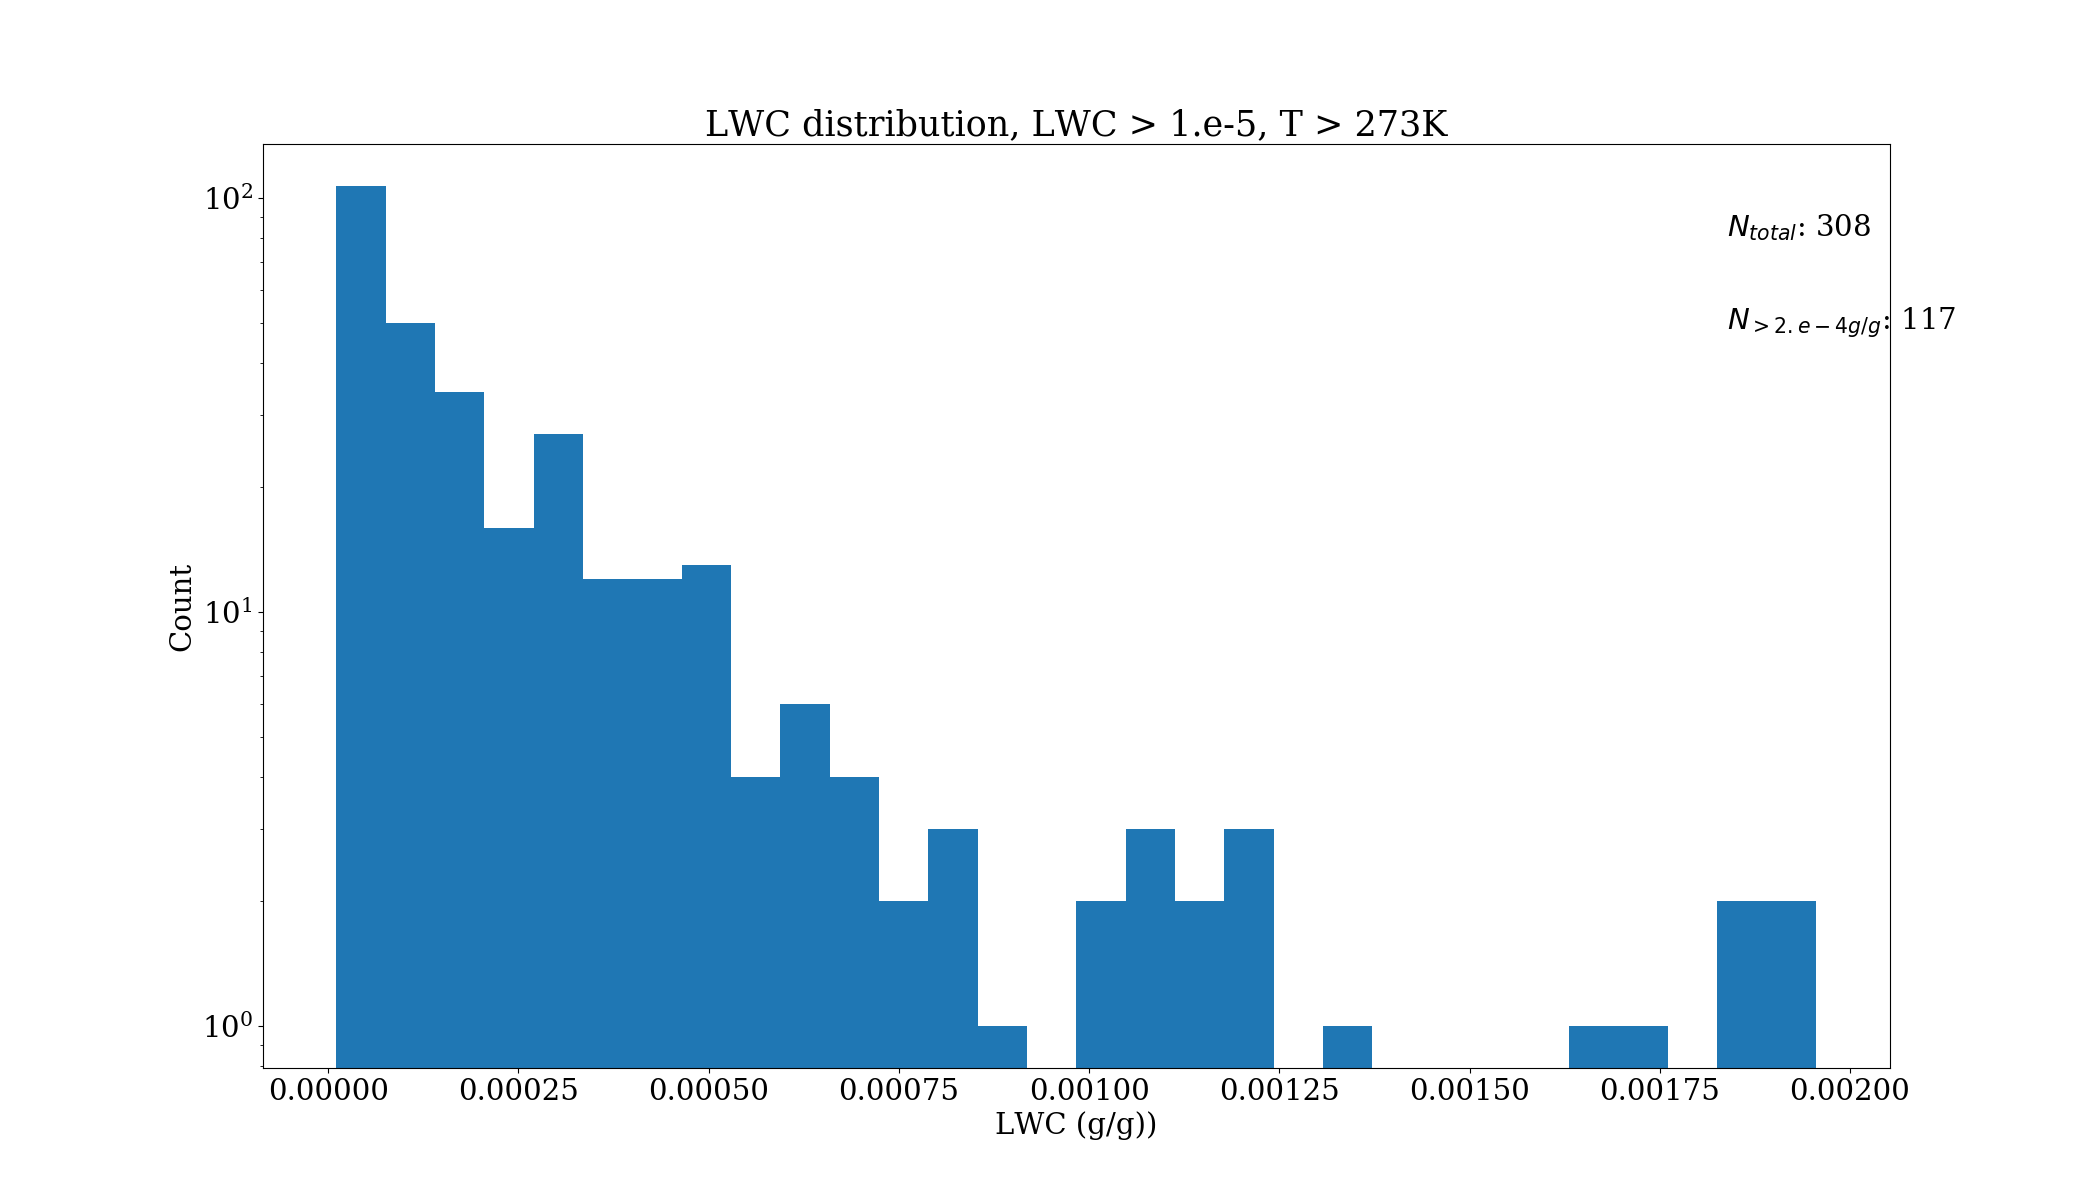 LWC distribution, LWC > 1.e-5, T > 273K
10²
N_total: 308
N_>2.e−4g/g: 117
Count
10¹
10⁰
0.00000 0.00025 0.00050 0.00075 0.00100 0.00125 0.00150 0.00175 0.00200
LWC (g/g))